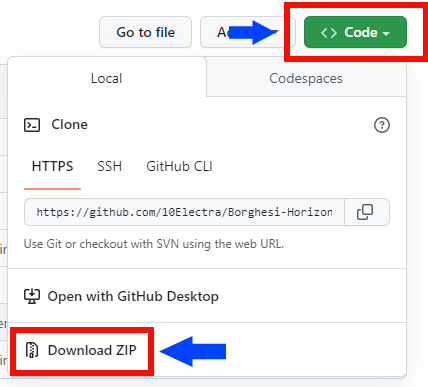 Go to file
<> Code
Local
Codespaces
Clone
HTTPS
SSH
GitHub CLI
https://github.com/10Electra/Borghesi-Horizon
Use Git or checkout with SVN using the web URL.
Open with GitHub Desktop
Download ZIP